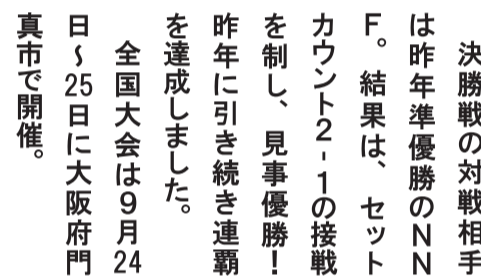 決勝戦の対戦相手
は昨年準優勝のNN
F。結果は、セット
カウント2-1の接戦
を制し、見事優勝！
昨年に引き続き連覇
を達成しました。
全国大会は9月24
日～25日に大阪府門
真市で開催。